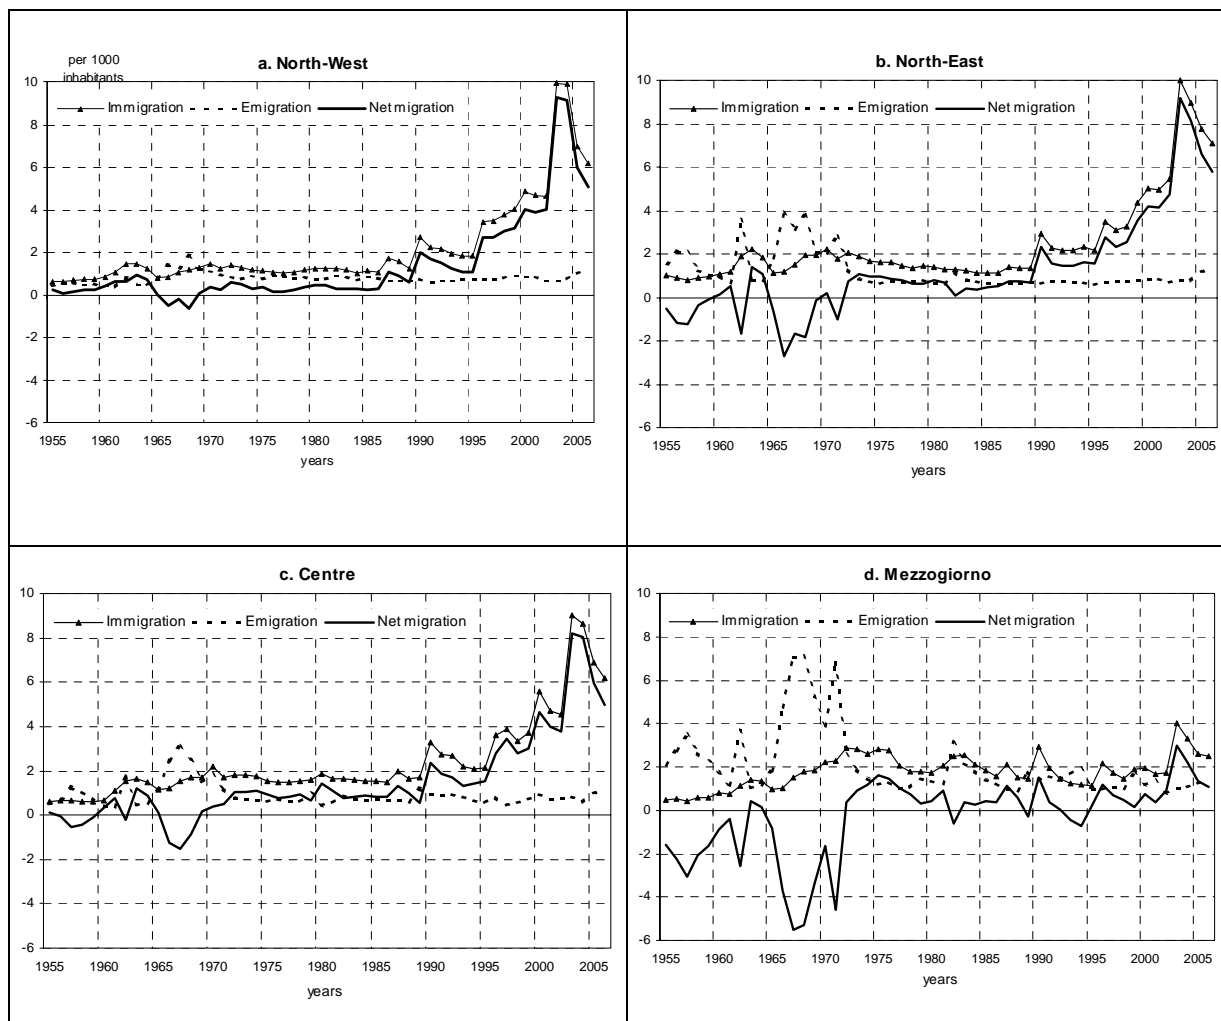 per 1000
inhabitants
a. North-West
Immigration Emigration Net migration
10
8
6
4
2
0
-2
-4
-6
1955 1960 1965 1970 1975 1980 1985 1990 1995 2000 2005
years
b. North-East
Immigration Emigration Net migration
10
8
6
4
2
0
-2
-4
-6
1955 1960 1965 1970 1975 1980 1985 1990 1995 2000 2005
years
c. Centre
Immigration Emigration Net migration
10
8
6
4
2
0
-2
-4
-6
1955 1960 1965 1970 1975 1980 1985 1990 1995 2000 2005
years
d. Mezzogiorno
Immigration Emigration Net migration
10
8
6
4
2
0
-2
-4
-6
1955 1960 1965 1970 1975 1980 1985 1990 1995 2000 2005
years